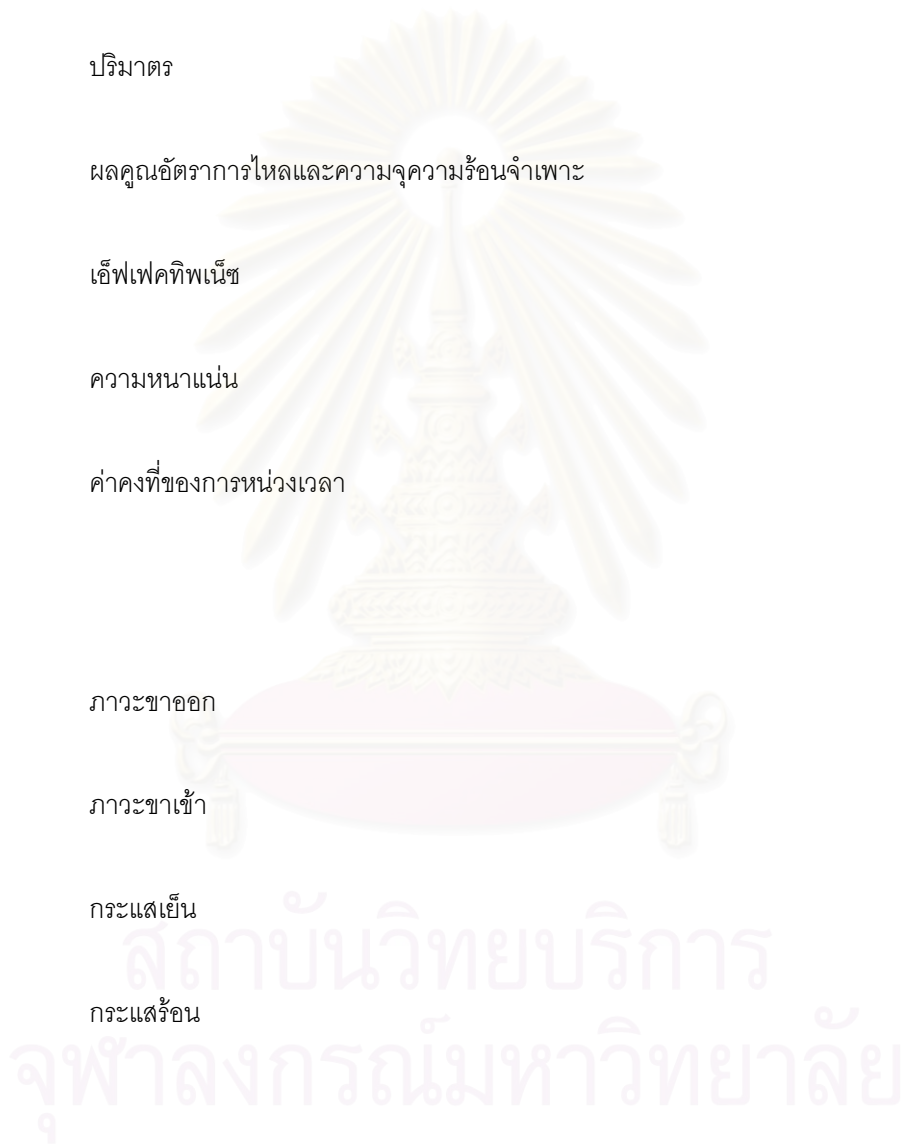 ปริมาตร
ผลคูณอัตราการไหลและความจุความร้อนจำเพาะ
เอ็ฟเฟคทิพเน็ซ
ความหนาแน่น
ค่าคงที่ของการหน่วงเวลา
ภาวะขาออก
ภาวะขาเข้า
กระแสเย็น
สถาบันวิทยบริการ
กระแสร้อน
จุฬาลงกรณ์มหาวิทยาลัย